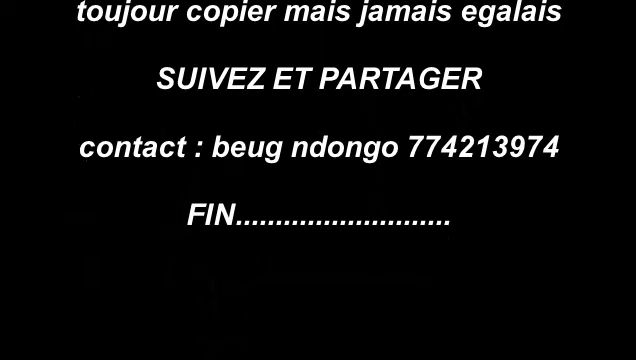 toujour copier mais jamais egalais
SUIVEZ ET PARTAGER
contact : beug ndongo 774213974
FIN...........................